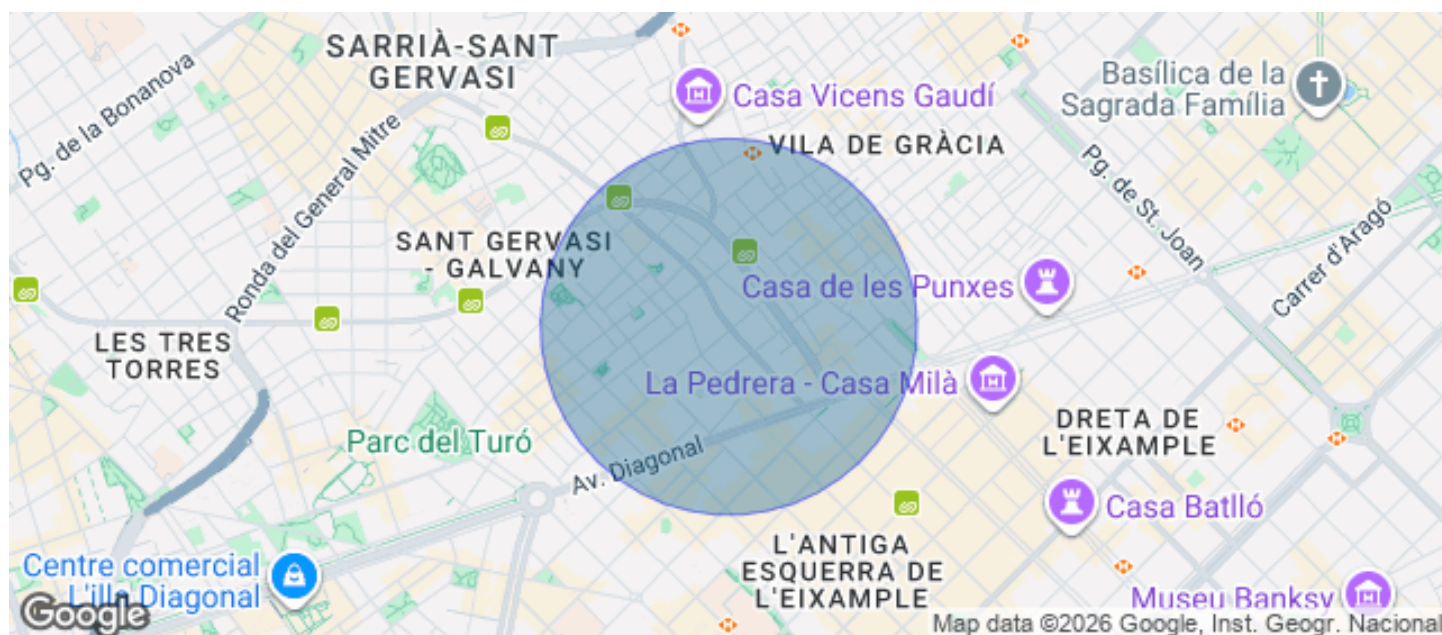 SARRIÀ-SANT
GERVASI
Pg. de la Bonanova
Casa Vicens Gaudí
Basílica de la
Sagrada Família
Ronda del General Mitre
VILA DE GRÀCIA
Pg. de St. Joan
SANT GERVASI
- GALVANY
Casa de les Punxes
Carrer d'Aragó
LES TRES
TORRES
La Pedrera - Casa Milà
Parc del Turó
Av. Diagonal
DRETA DE
L'EIXAMPLE
Casa Batlló
L'ANTIGA
ESQUERRA DE
L'EIXAMPLE
Centre comercial
L'illa Diagonal
Museu Banksy
Google
Map data ©2026 Google, Inst. Geogr. Nacional